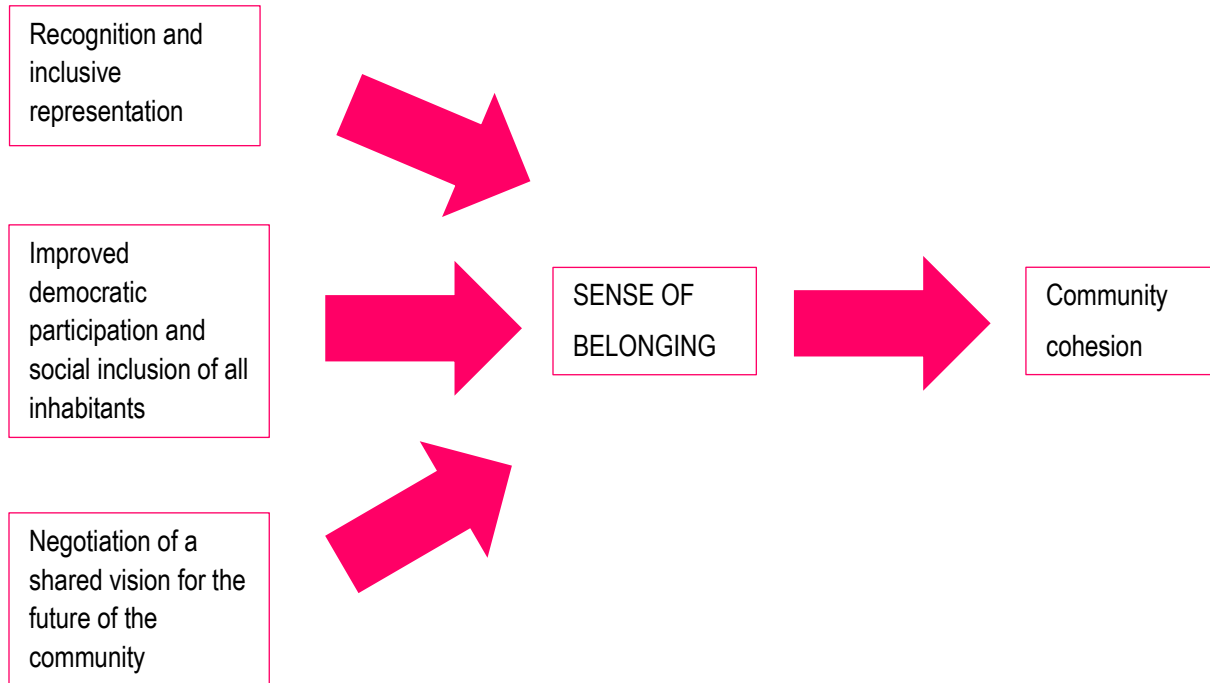 Recognition and
inclusive
representation
Improved
democratic
participation and
social inclusion of all
inhabitants
Negotiation of a
shared vision for the
future of the
community
SENSE OF
BELONGING
Community
cohesion